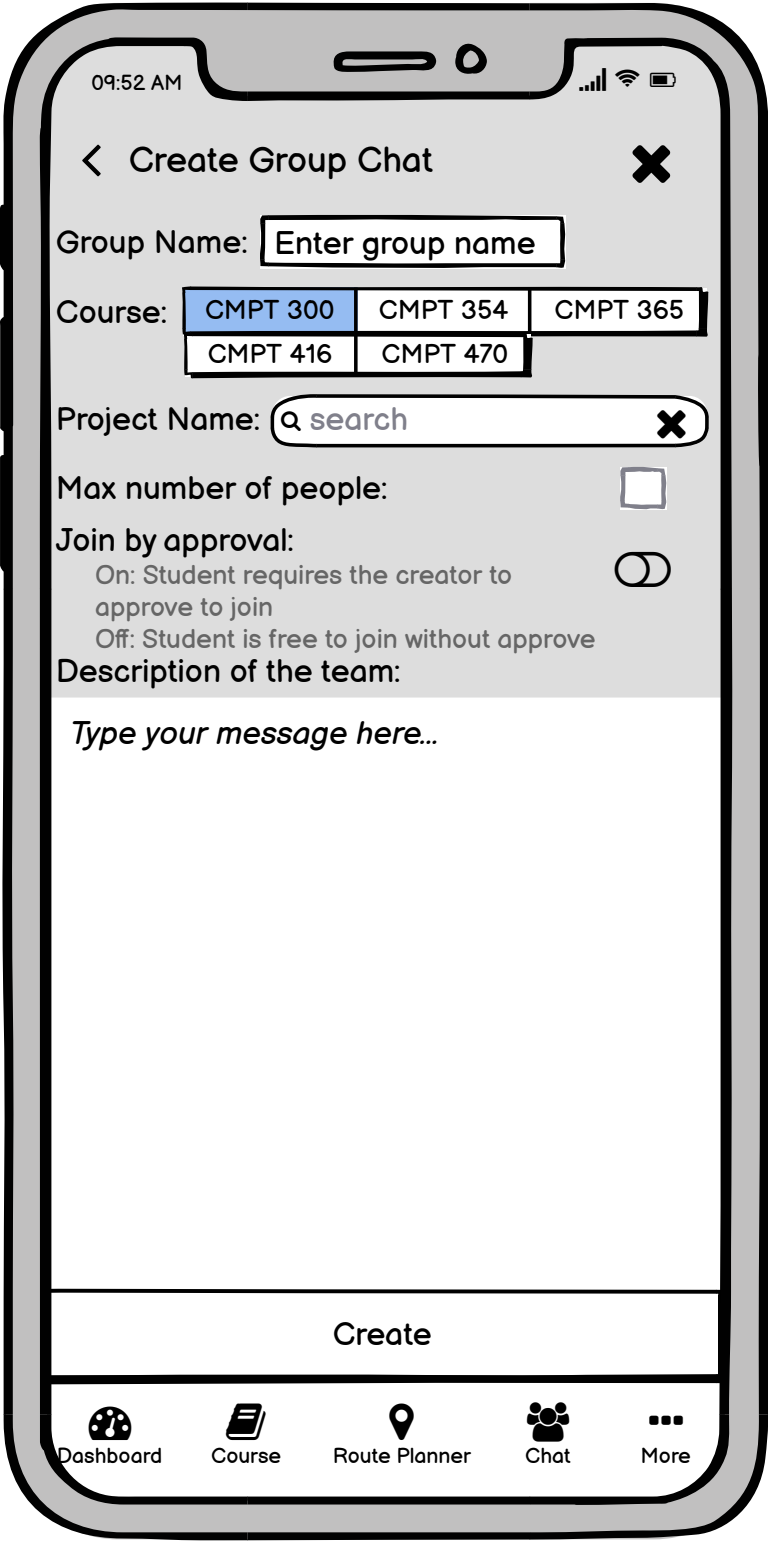 09:52 AM
Create Group Chat
Group Name: Enter group name
Course: CMPT 300 CMPT 354 CMPT 365
CMPT 416 CMPT 470
Project Name: search
Max number of people:
Join by approval:
On: Student requires the creator to
approve to join
Off: Student is free to join without approve
Description of the team:
Type your message here...
Create
Dashboard Course Route Planner Chat More